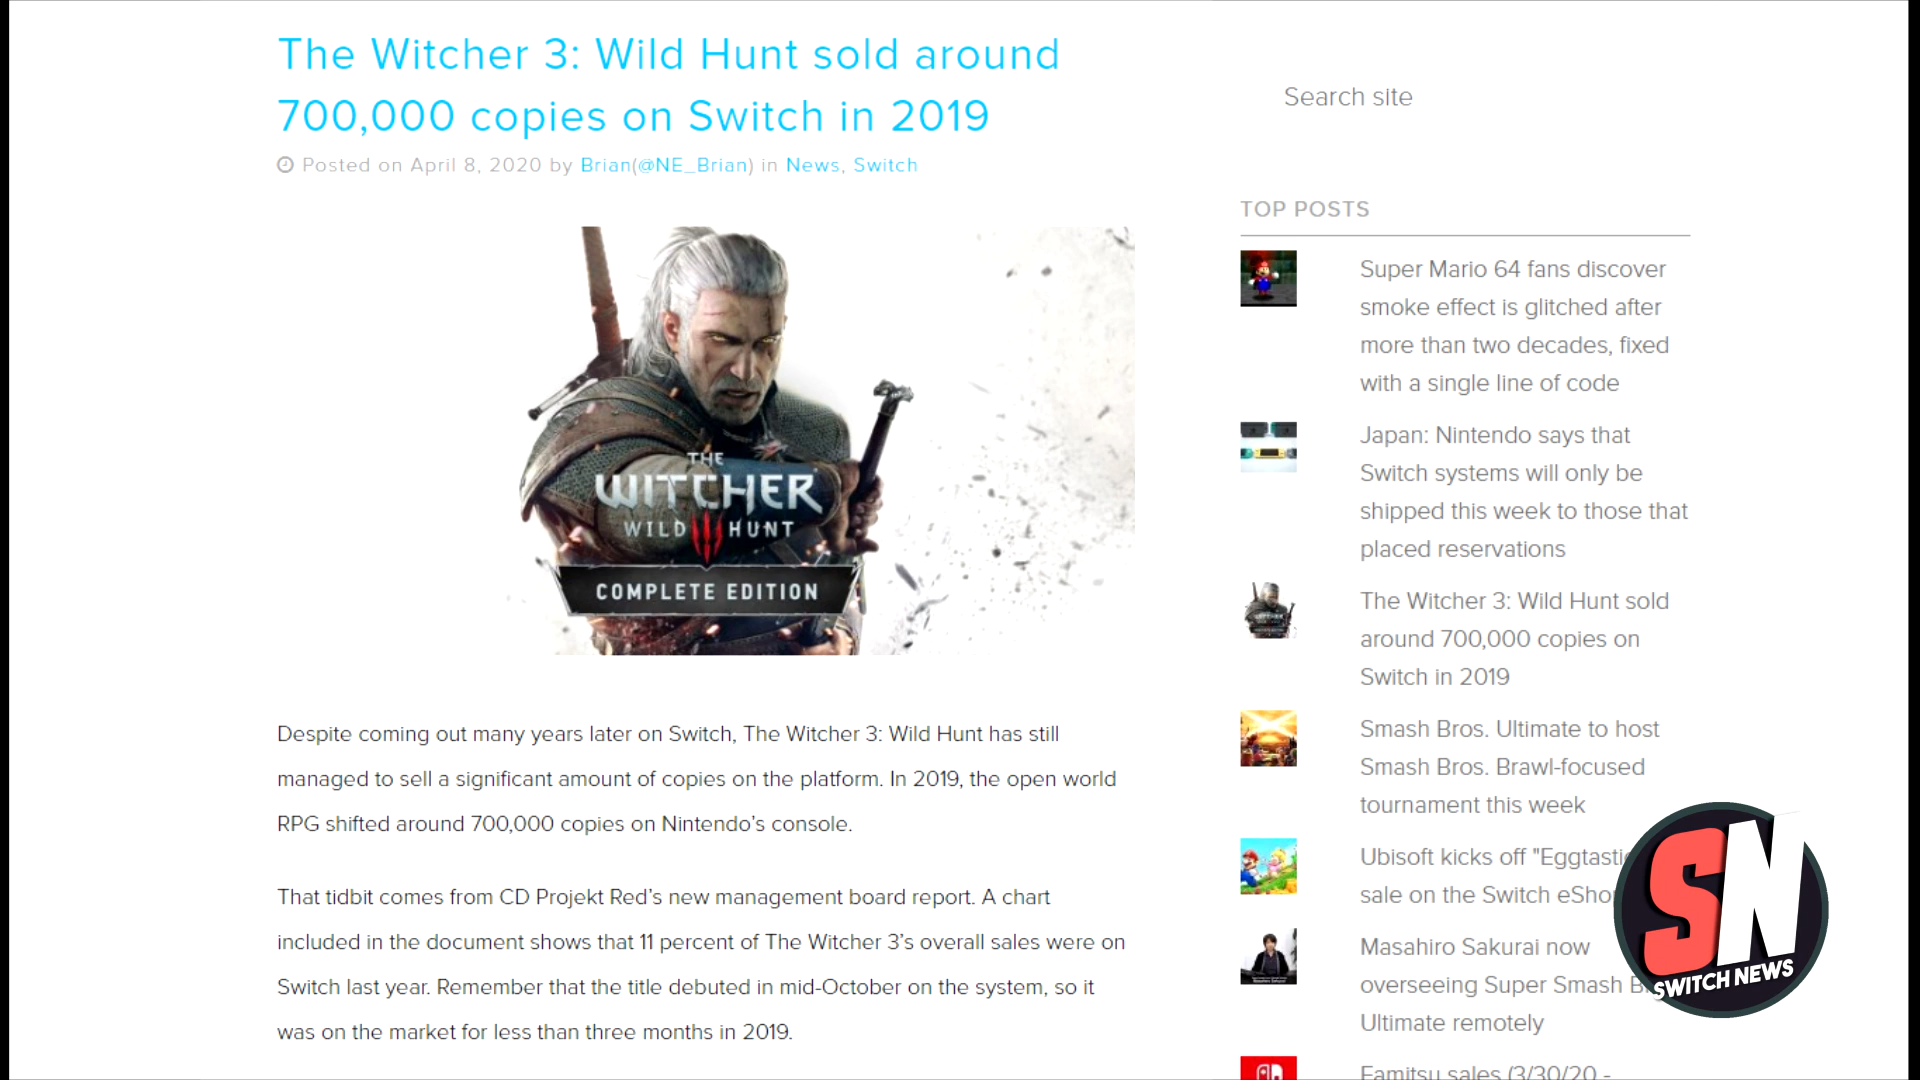 The Witcher 3: Wild Hunt sold around
700,000 copies on Switch in 2019
Posted on April 8, 2020 by Brian(@NE_Brian) in News, Switch
THE
WITCHER
WILD HUNT
COMPLETE EDITION
Despite coming out many years later on Switch, The Witcher 3: Wild Hunt has still
managed to sell a significant amount of copies on the platform. In 2019, the open world
RPG shifted around 700,000 copies on Nintendo’s console.
That tidbit comes from CD Projekt Red’s new management board report. A chart
included in the document shows that 11 percent of The Witcher 3’s overall sales were on
Switch last year. Remember that the title debuted in mid-October on the system, so it
was on the market for less than three months in 2019.
Search site
TOP POSTS
Super Mario 64 fans discover
smoke effect is glitched after
more than two decades, fixed
with a single line of code
Japan: Nintendo says that
Switch systems will only be
shipped this week to those that
placed reservations
The Witcher 3: Wild Hunt sold
around 700,000 copies on
Switch in 2019
Smash Bros. Ultimate to host
Smash Bros. Brawl-focused
tournament this week
Ubisoft kicks off "Eggtasti
sale on the Switch eSho
Masahiro Sakurai now
overseeing Super Smash B
Ultimate remotely
Famitsu sales (3/30/20 -
SN
SWITCH NEWS